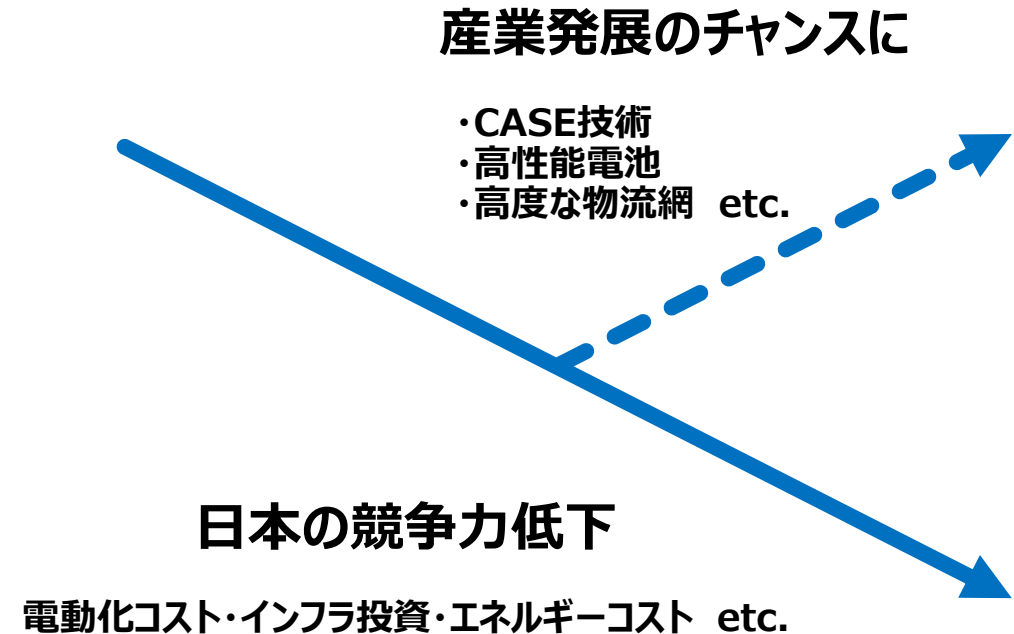 産業発展のチャンスに
・CASE技術
・高性能電池
・高度な物流網 etc.
日本の競争力低下
電動化コスト・インフラ投資・エネルギーコスト etc.